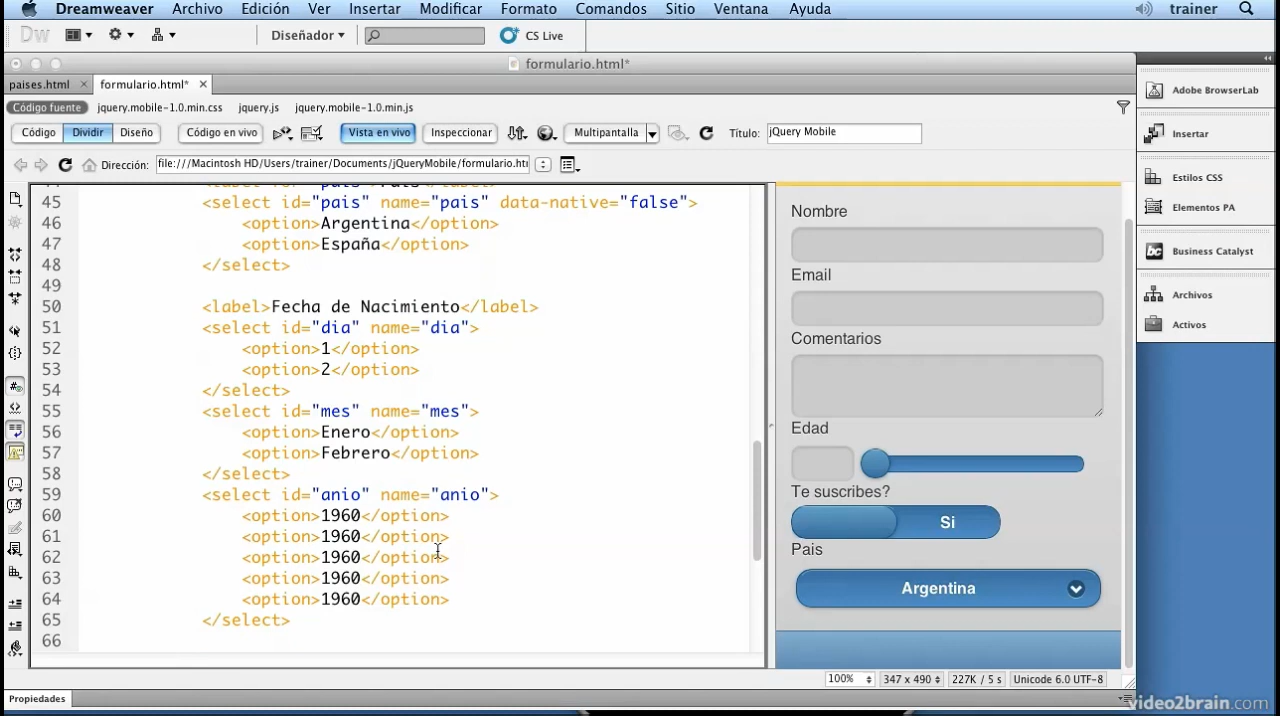 Dreamweaver Archivo Edición Ver Insertar Modificar Formato Comandos Sitio Ventana Ayuda trainer
Dw Diseñador CS Live
formulario.html*
paises.html formulario.html*
Código fuente jquery.mobile-1.0.min.css jquery.js jquery.mobile-1.0.min.js
Código Dividir Diseño Código en vivo Vista en vivo Inspeccionar Multipantalla Título: jQuery Mobile
Dirección: file:///Macintosh HD/Users/trainer/Documents/jQueryMobile/formulario.htm
45 <select id="pais" name="pais" data-native="false">
46 <option>Argentina</option>
47 <option>España</option>
48 </select>
49
50 <label>Fecha de Nacimiento</label>
51 <select id="dia" name="dia">
52 <option>1</option>
53 <option>2</option>
54 </select>
55 <select id="mes" name="mes">
56 <option>Enero</option>
57 <option>Febrero</option>
58 </select>
59 <select id="anio" name="anio">
60 <option>1960</option>
61 <option>1960</option>
62 <option>1960</option>
63 <option>1960</option>
64 <option>1960</option>
65 </select>
66
Nombre
Email
Comentarios
Edad
Te suscribes?
Si
Pais
Argentina
100% 347 x 490 227K / 5 s Unicode 6.0 UTF-8
Propiedades
Adobe BrowserLab
Insertar
Estilos CSS
Elementos PA
bc Business Catalyst
Archivos
Activos
video2brain.com